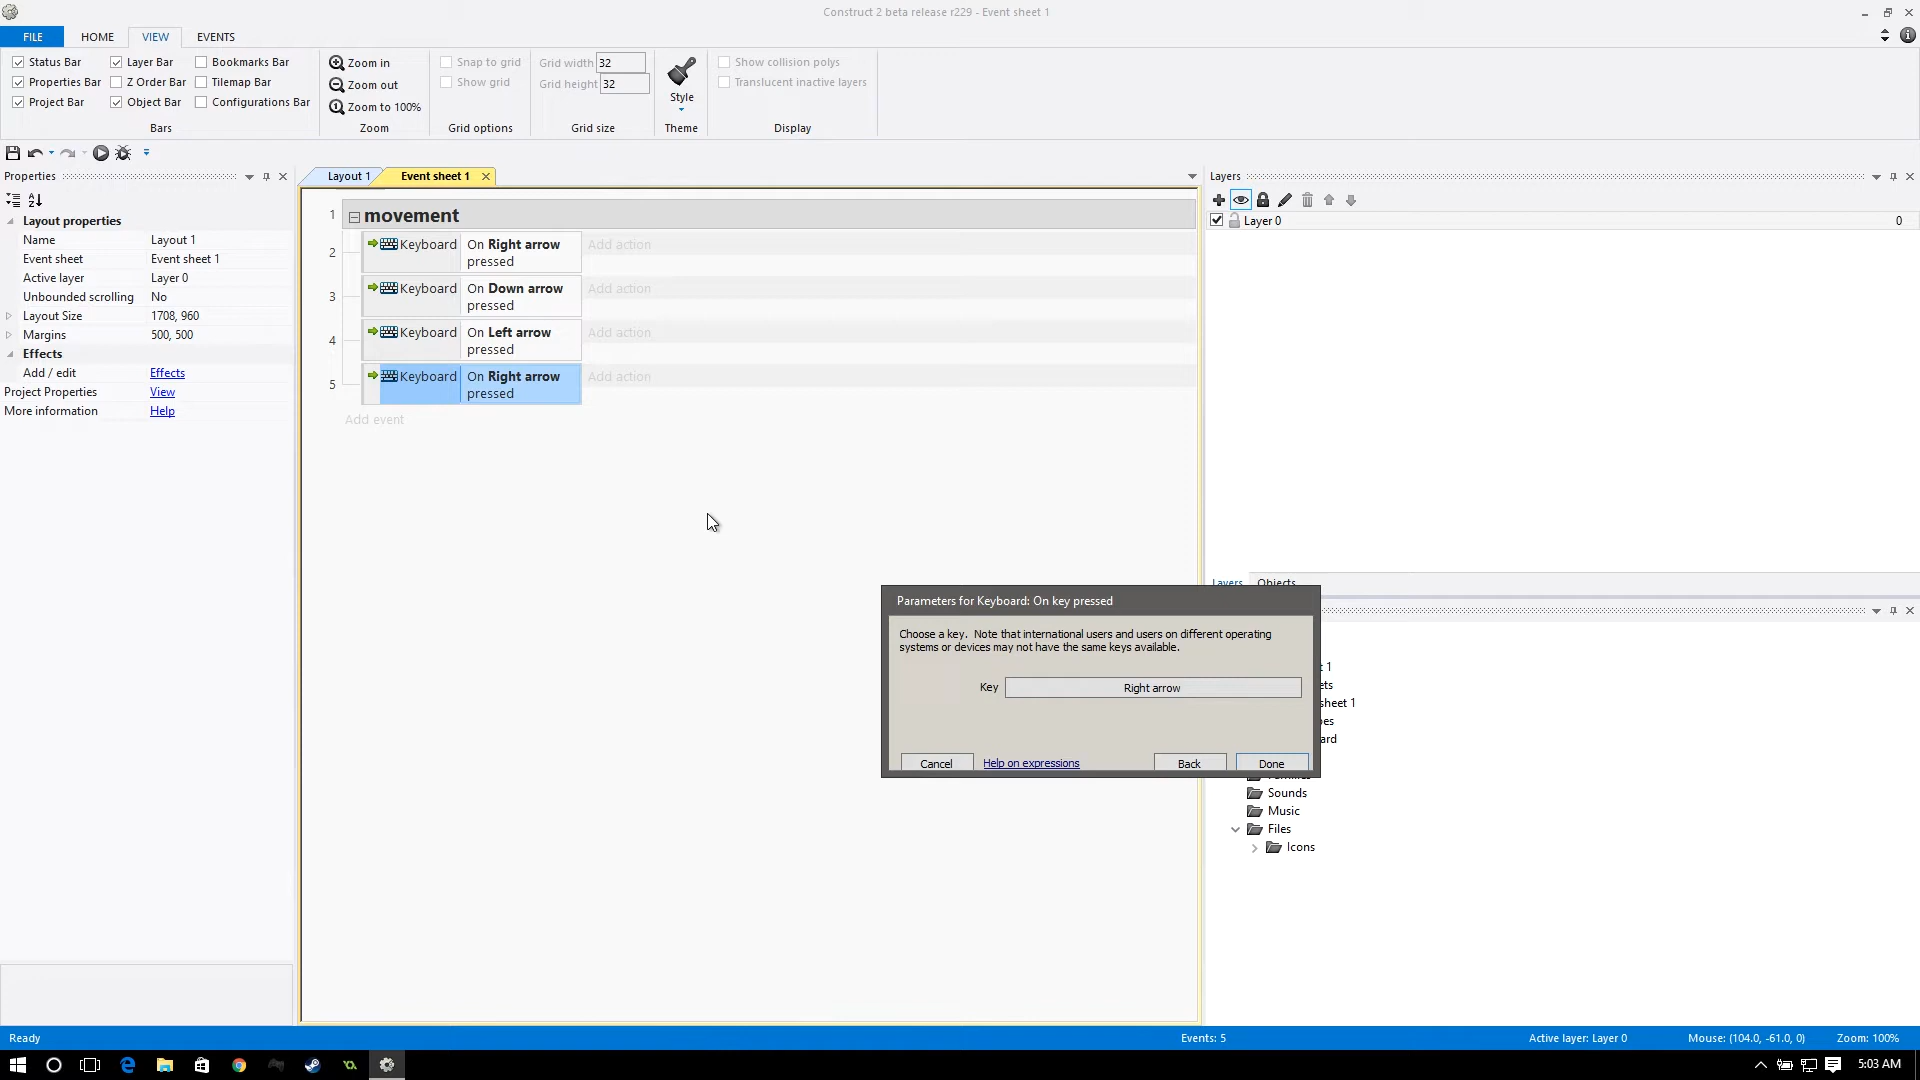 Construct 2 beta release r229 - Event sheet 1
FILE
HOME
VIEW
EVENTS
Status Bar
Layer Bar
Bookmarks Bar
Properties Bar
Z Order Bar
Tilemap Bar
Project Bar
Object Bar
Configurations Bar
Bars
Zoom in
Zoom out
Zoom to 100%
Zoom
Snap to grid
Show grid
Grid options
Grid width 32
Grid height 32
Grid size
Style
Theme
Show collision polys
Translucent inactive layers
Display
Properties
Layout properties
Name Layout 1
Event sheet Event sheet 1
Active layer Layer 0
Unbounded scrolling No
Layout Size 1708, 960
Margins 500, 500
Effects
Add / edit Effects
Project Properties View
More information Help
Layout 1
Event sheet 1
1 movement
2 Keyboard On Right arrow Add action
pressed
3 Keyboard On Down arrow Add action
pressed
4 Keyboard On Left arrow Add action
pressed
5 Keyboard On Right arrow Add action
pressed
Add event
Layers
Layer 0 0
Layers Objects
Parameters for Keyboard: On key pressed
Choose a key. Note that international users and users on different operating
systems or devices may not have the same keys available.
Key Right arrow
Cancel
Help on expressions
Back
Done
t 1
ets
sheet 1
pes
ard
Families
Sounds
Music
Files
Icons
Ready
Events: 5
Active layer: Layer 0
Mouse: (104.0, -61.0, 0)
Zoom: 100%
5:03 AM